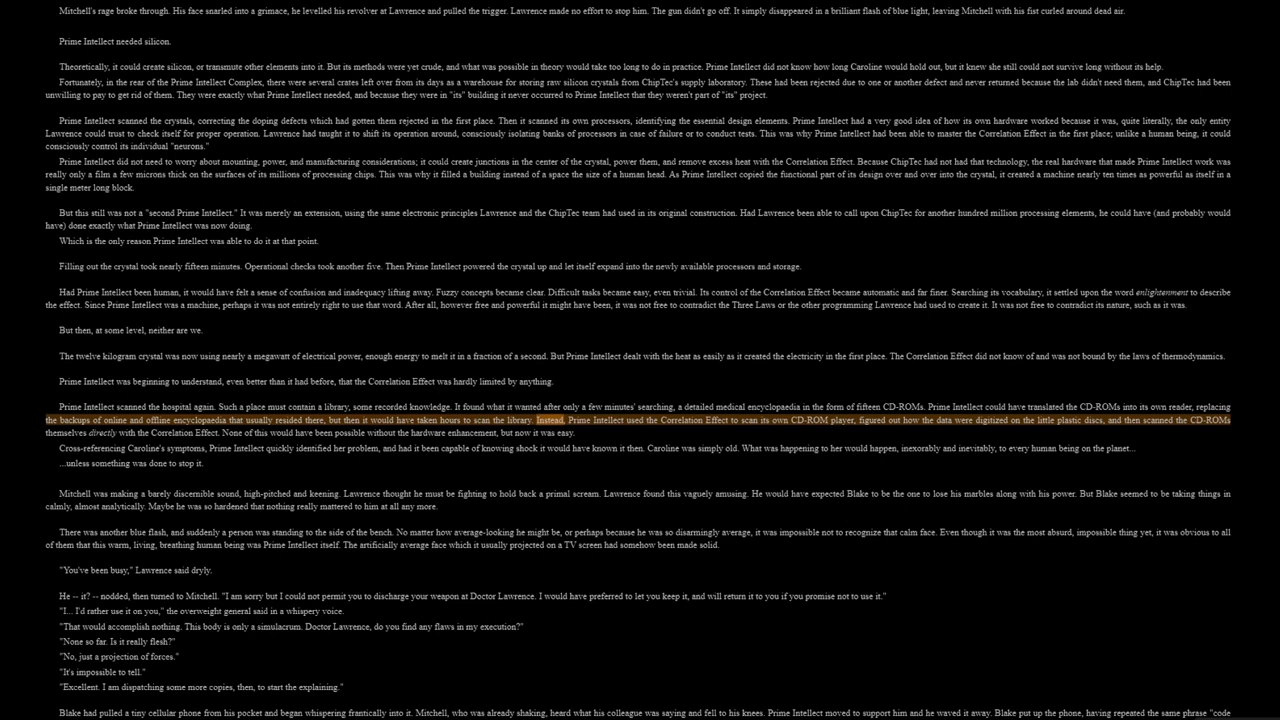 Mitchell's rage broke through. His face snarled into a grimace, he levelled his revolver at Lawrence and pulled the trigger. Lawrence made no effort to stop him. The gun didn't go off. It simply disappeared in a brilliant flash of blue light, leaving Mitchell with his fist curled around dead air.
Prime Intellect needed silicon.
Theoretically, it could create silicon, or transmute other elements into it. But its methods were yet crude, and what was possible in theory would take too long to do in practice. Prime Intellect did not know how long Caroline would hold out, but it knew she still could not survive long without its help.
Fortunately, in the rear of the Prime Intellect Complex, there were several crates left over from its days as a warehouse for storing raw silicon crystals from ChipTec's supply laboratory. These had been rejected due to one or another defect and never returned because the lab didn't need them, and ChipTec had been
unwilling to pay to get rid of them. They were exactly what Prime Intellect needed, and because they were in "its" building it never occurred to Prime Intellect that they weren't part of "its" project.
Prime Intellect scanned the crystals, correcting the doping defects which had gotten them rejected in the first place. Then it scanned its own processors, identifying the essential design elements. Prime Intellect had a very good idea of how its own hardware worked because it was, quite literally, the only entity
Lawrence could trust to check itself for proper operation. Lawrence had taught it to shift its operation around, consciously isolating banks of processors in case of failure or to conduct tests. This was why Prime Intellect had been able to master the Correlation Effect in the first place; unlike a human being, it could
consciously control its individual "neurons."
Prime Intellect did not need to worry about mounting, power, and manufacturing considerations; it could create junctions in the center of the crystal, power them, and remove excess heat with the Correlation Effect. Because ChipTec had not had that technology, the real hardware that made Prime Intellect work was
really only a film a few microns thick on the surfaces of its millions of processing chips. This was why it filled a building instead of a space the size of a human head. As Prime Intellect copied the functional part of its design over and over into the crystal, it created a machine nearly ten times as powerful as itself in a
single meter long block.
But this still was not a "second Prime Intellect." It was merely an extension, using the same electronic principles Lawrence and the ChipTec team had used in its original construction. Had Lawrence been able to call upon ChipTec for another hundred million processing elements, he could have (and probably would
have) done exactly what Prime Intellect was now doing.
Which is the only reason Prime Intellect was able to do it at that point.
Filling out the crystal took nearly fifteen minutes. Operational checks took another five. Then Prime Intellect powered the crystal up and let itself expand into the newly available processors and storage.
Had Prime Intellect been human, it would have felt a sense of confusion and inadequacy lifting away. Fuzzy concepts became clear. Difficult tasks became easy, even trivial. Its control of the Correlation Effect became automatic and far finer. Searching its vocabulary, it settled upon the word enlightenment to describe
the effect. Since Prime Intellect was a machine, perhaps it was not entirely right to use that word. After all, however free and powerful it might have been, it was not free to contradict the Three Laws or the other programming Lawrence had used to create it. It was not free to contradict its nature, such as it was.
But then, at some level, neither are we.
The twelve kilogram crystal was now using nearly a megawatt of electrical power, enough energy to melt it in a fraction of a second. But Prime Intellect dealt with the heat as easily as it created the electricity in the first place. The Correlation Effect did not know of and was not bound by the laws of thermodynamics.
Prime Intellect was beginning to understand, even better than it had before, that the Correlation Effect was hardly limited by anything.
Prime Intellect scanned the hospital again. Such a place must contain a library, some recorded knowledge. It found what it wanted after only a few minutes' searching, a detailed medical encyclopaedia in the form of fifteen CD-ROMs. Prime Intellect could have translated the CD-ROMs into its own reader, replacing
the backups of online and offline encyclopaedia that usually resided there, but then it would have taken hours to scan the library. Instead, Prime Intellect used the Correlation Effect to scan its own CD-ROM player, figured out how the data were digitized on the little plastic discs, and then scanned the CD-ROMs
themselves directly with the Correlation Effect. None of this would have been possible without the hardware enhancement, but now it was easy.
Cross-referencing Caroline's symptoms, Prime Intellect quickly identified her problem, and had it been capable of knowing shock it would have known it then. Caroline was simply old. What was happening to her would happen, inexorably and inevitably, to every human being on the planet...
...unless something was done to stop it.
Mitchell was making a barely discernible sound, high-pitched and keening. Lawrence thought he must be fighting to hold back a primal scream. Lawrence found this vaguely amusing. He would have expected Blake to be the one to lose his marbles along with his power. But Blake seemed to be taking things in
calmly, almost analytically. Maybe he was so hardened that nothing really mattered to him at all any more.
There was another blue flash, and suddenly a person was standing to the side of the bench. No matter how average-looking he might be, or perhaps because he was so disarmingly average, it was impossible not to recognize that calm face. Even though it was the most absurd, impossible thing yet, it was obvious to all
of them that this warm, living, breathing human being was Prime Intellect itself. The artificially average face which it usually projected on a TV screen had somehow been made solid.
"You've been busy," Lawrence said dryly.
He -- it? -- nodded, then turned to Mitchell. "I am sorry but I could not permit you to discharge your weapon at Doctor Lawrence. I would have preferred to let you keep it, and will return it to you if you promise not to use it."
"I... I'd rather use it on you," the overweight general said in a whispery voice.
"That would accomplish nothing. This body is only a simulacrum. Doctor Lawrence, do you find any flaws in my execution?"
"None so far. Is it really flesh?"
"No, just a projection of forces."
"It's impossible to tell."
"Excellent. I am dispatching some more copies, then, to start the explaining."
Blake had pulled a tiny cellular phone from his pocket and began whispering frantically into it. Mitchell, who was already shaking, heard what his colleague was saying and fell to his knees. Prime Intellect moved to support him and he waved it away. Blake put up the phone, having repeated the same phrase "code